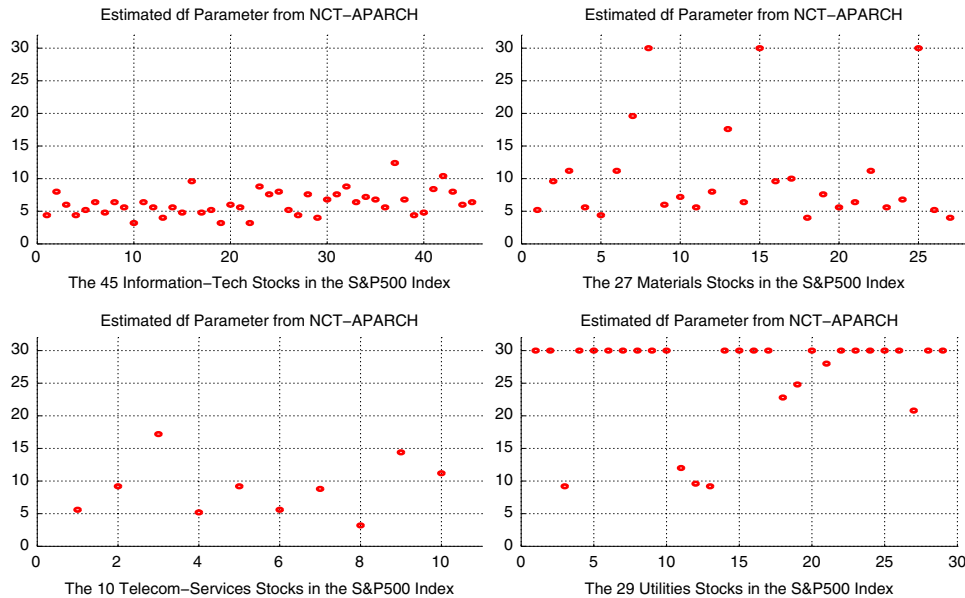 Estimated df Parameter from NCT−APARCH
30
25
20
15
10
5
0
0 10 20 30 40
The 45 Information−Tech Stocks in the S&P500 Index
Estimated df Parameter from NCT−APARCH
30
25
20
15
10
5
0
0 5 10 15 20 25
The 27 Materials Stocks in the S&P500 Index
Estimated df Parameter from NCT−APARCH
30
25
20
15
10
5
0
0 2 4 6 8 10
The 10 Telecom−Services Stocks in the S&P500 Index
Estimated df Parameter from NCT−APARCH
30
25
20
15
10
5
0
0 5 10 15 20 25 30
The 29 Utilities Stocks in the S&P500 Index